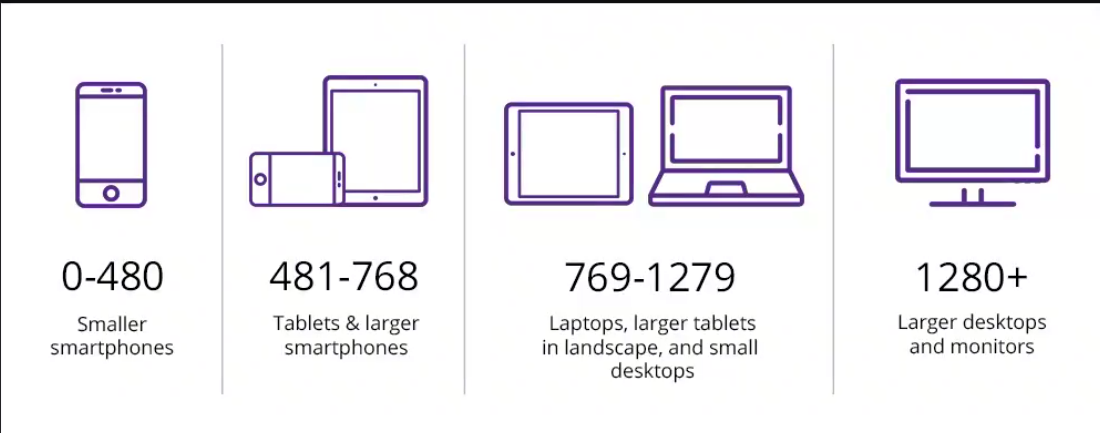 0-480
Smaller
smartphones
481-768
Tablets & larger
smartphones
769-1279
Laptops, larger tablets
in landscape, and small
desktops
1280+
Larger desktops
and monitors